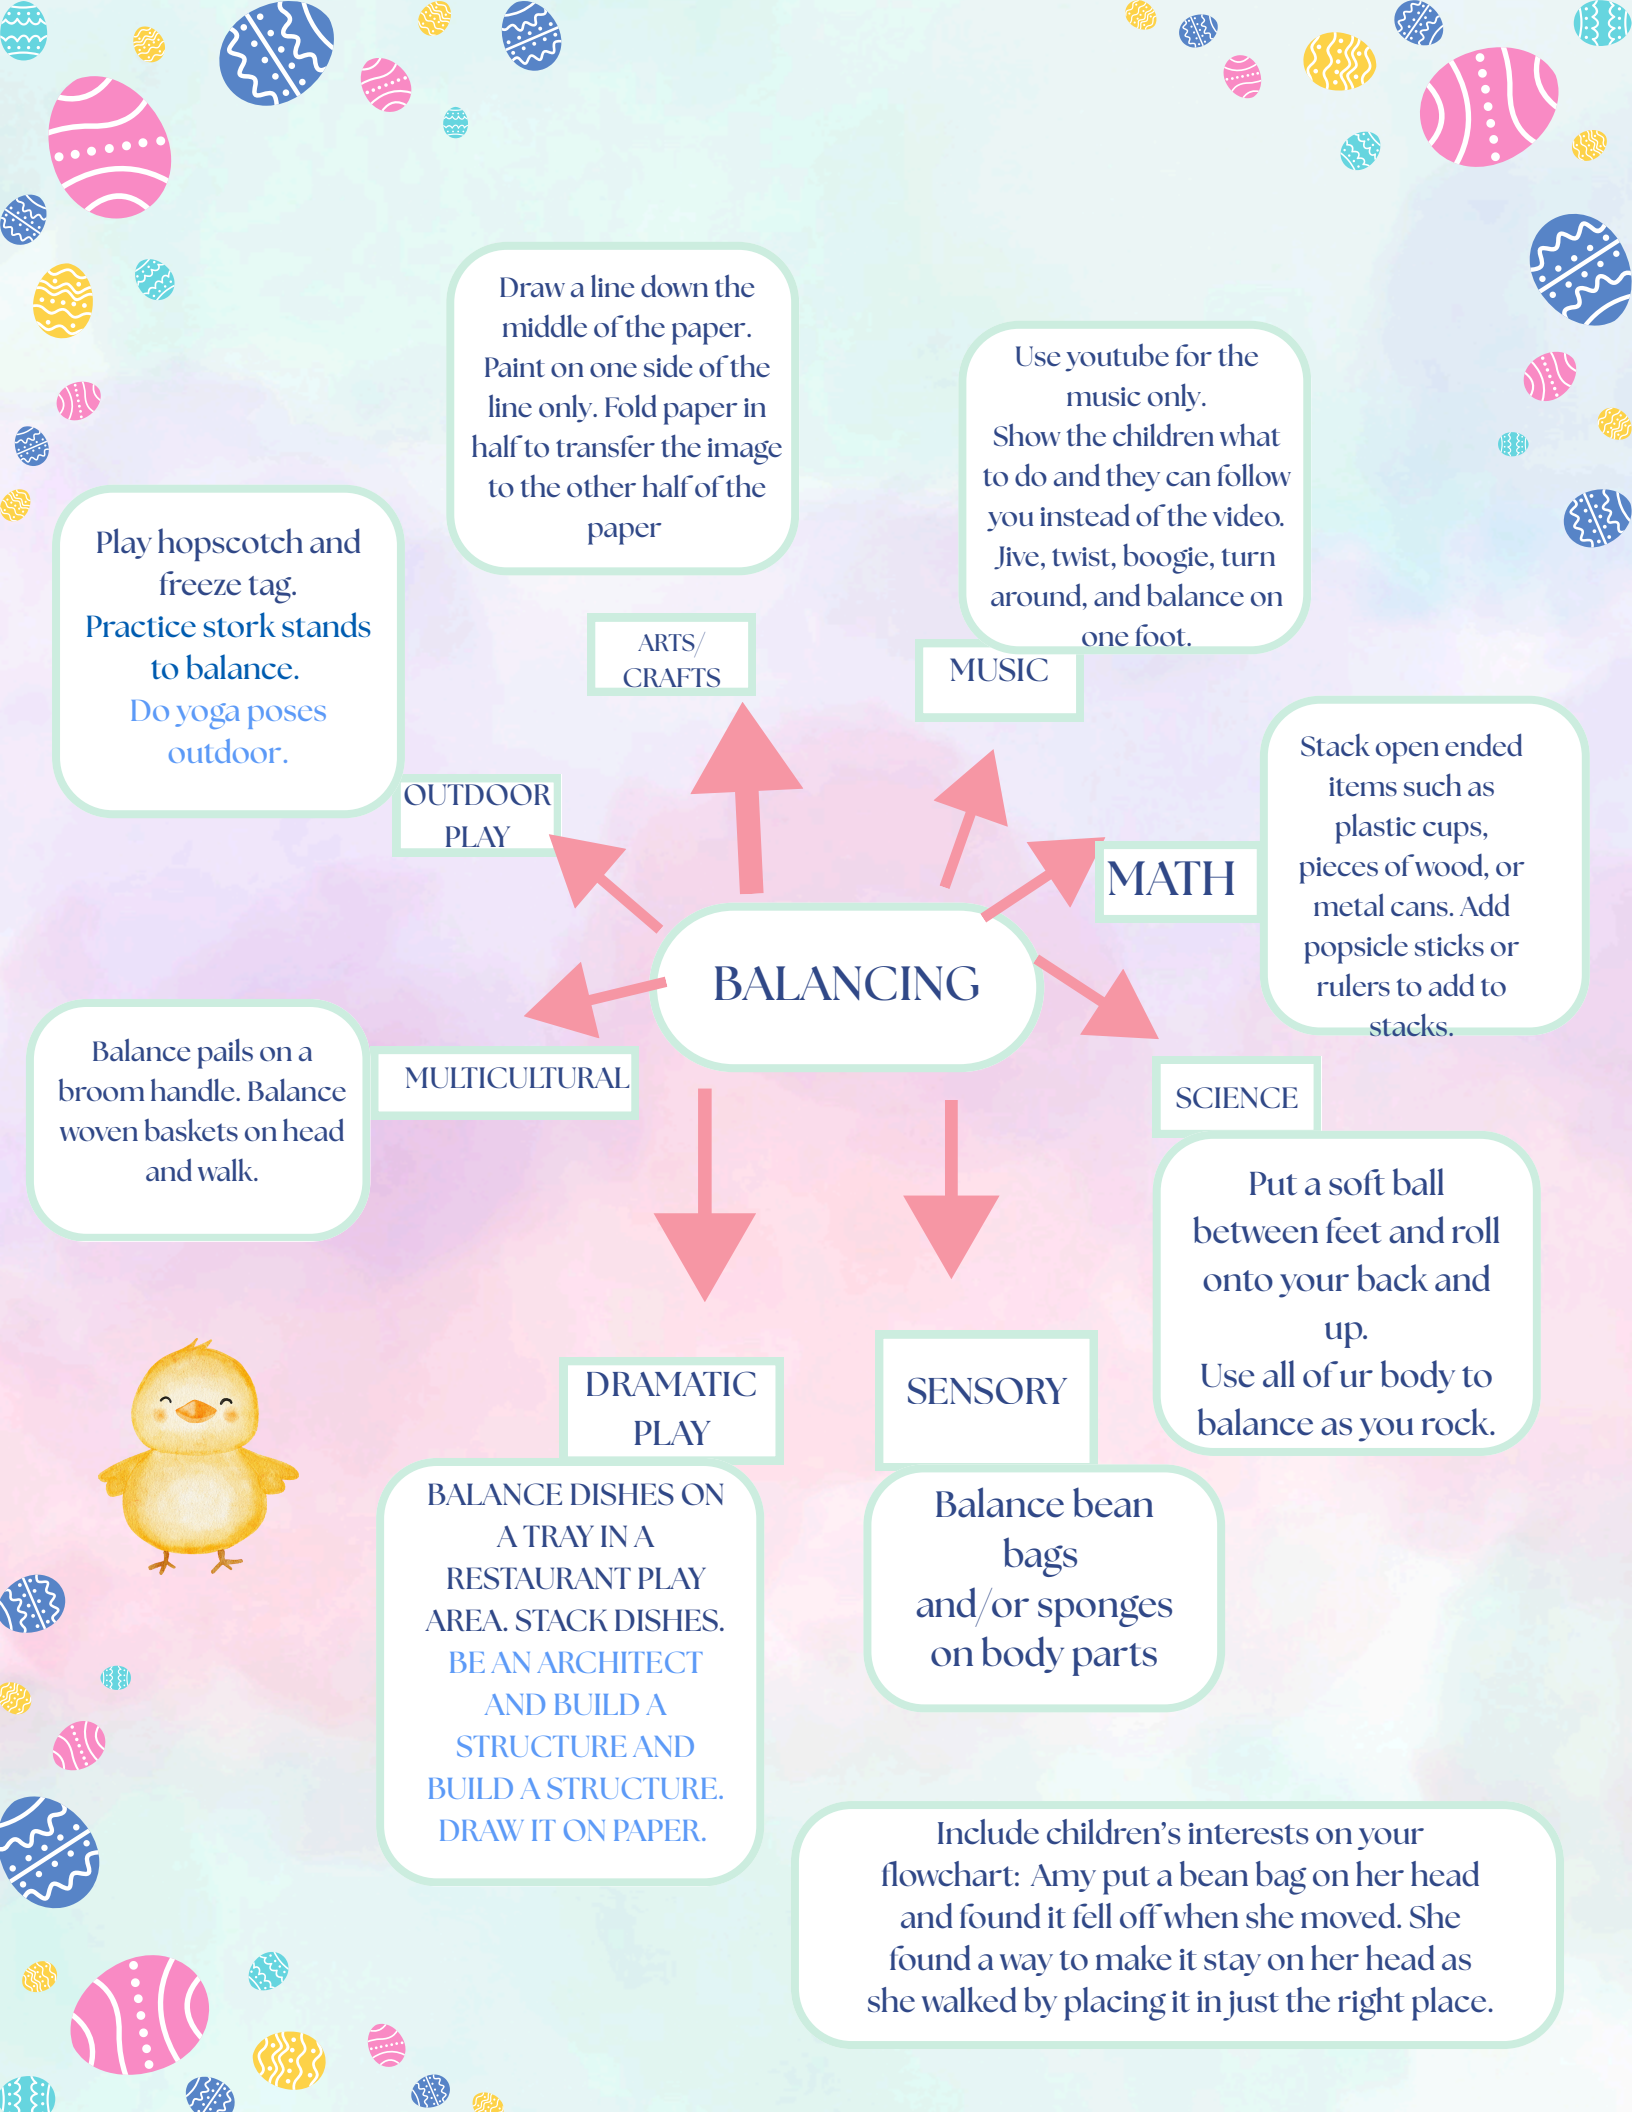 Draw a line down the
middle of the paper.
Paint on one side of the
line only. Fold paper in
half to transfer the image
to the other half of the
paper
ARTS/
CRAFTS
Use youtube for the
music only.
Show the children what
to do and they can follow
you instead of the video.
Jive, twist, boogie, turn
around, and balance on
one foot.
MUSIC
Play hopscotch and
freeze tag.
Practice stork stands
to balance.
Do yoga poses
outdoor.
OUTDOOR
PLAY
MATH
Stack open ended
items such as
plastic cups,
pieces of wood, or
metal cans. Add
popsicle sticks or
rulers to add to
stacks.
BALANCING
MULTICULTURAL
Balance pails on a
broom handle. Balance
woven baskets on head
and walk.
SCIENCE
Put a soft ball
between feet and roll
onto your back and
up.
Use all of ur body to
balance as you rock.
DRAMATIC
PLAY
BALANCE DISHES ON
A TRAY IN A
RESTAURANT PLAY
AREA. STACK DISHES.
BE AN ARCHITECT
AND BUILD A
STRUCTURE AND
BUILD A STRUCTURE.
DRAW IT ON PAPER.
SENSORY
Balance bean
bags
and/or sponges
on body parts
Include children's interests on your
flowchart: Amy put a bean bag on her head
and found it fell off when she moved. She
found a way to make it stay on her head as
she walked by placing it in just the right place.